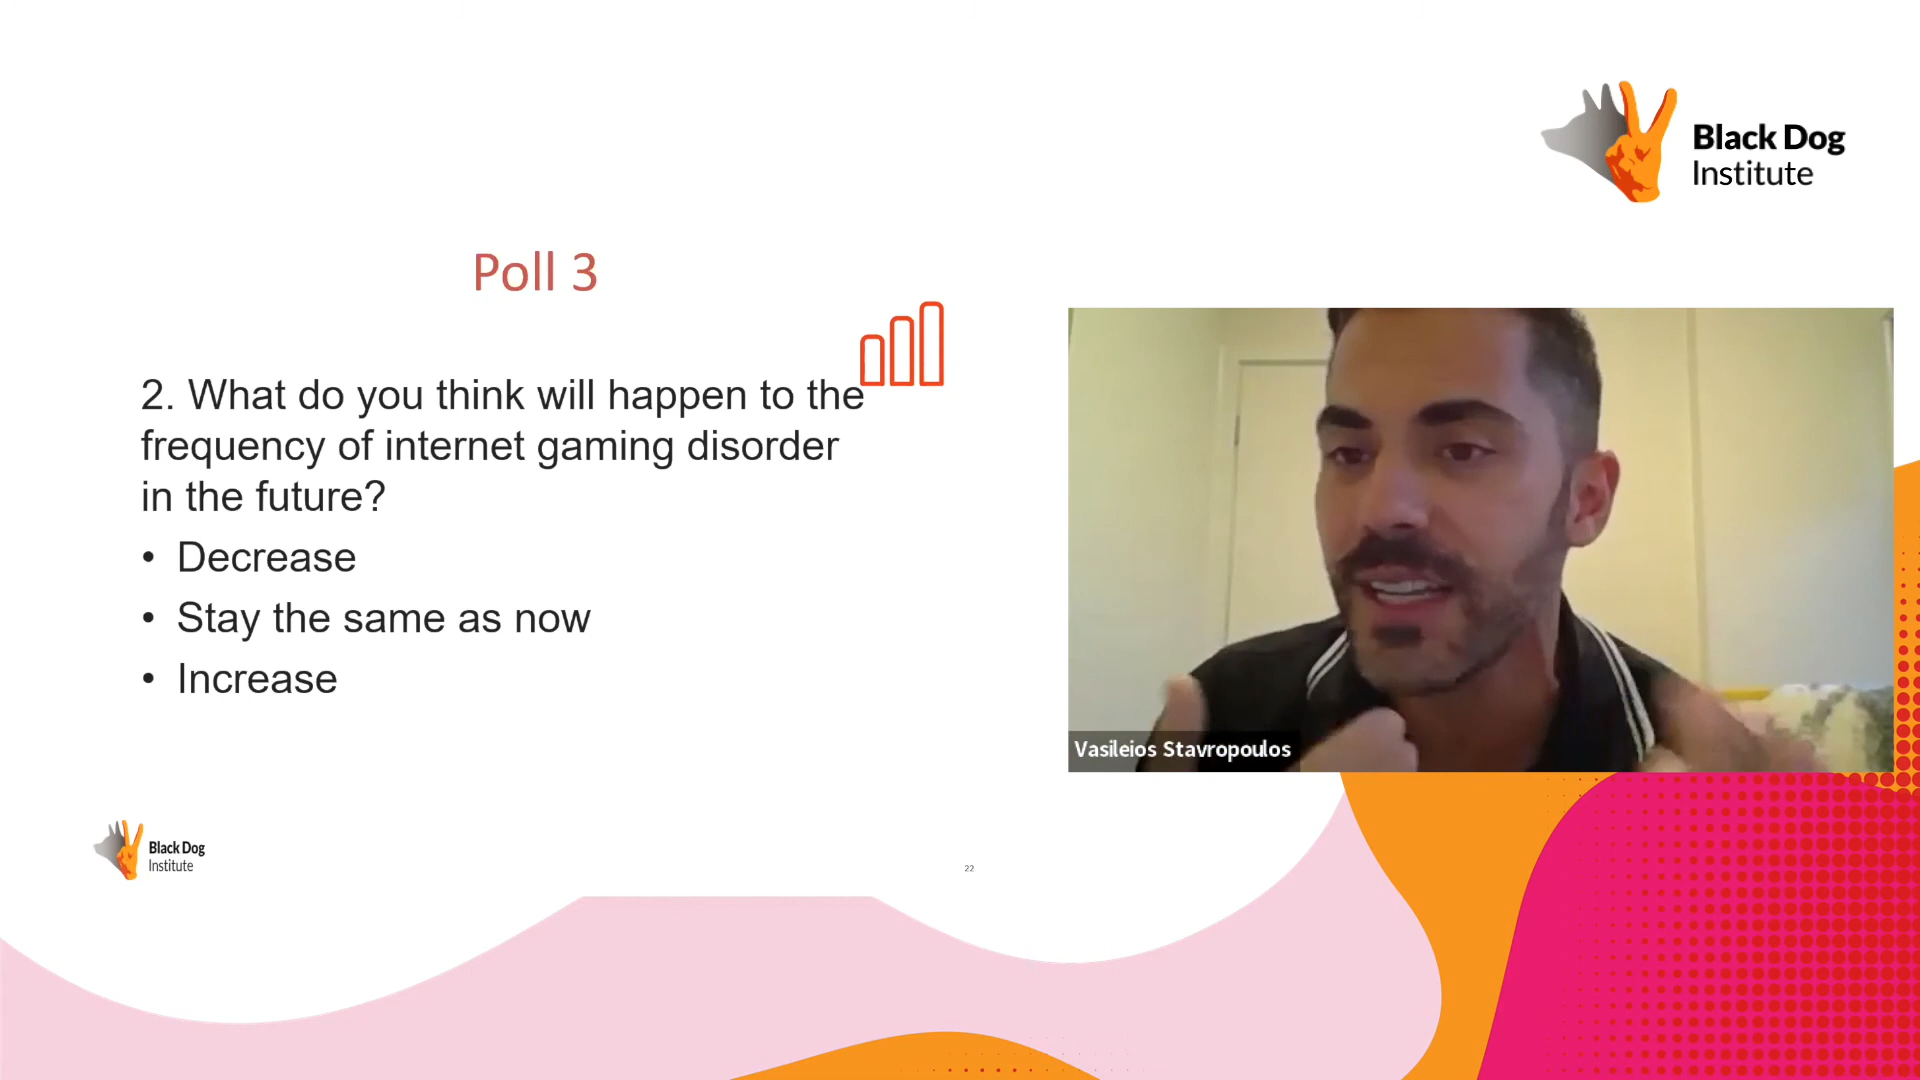 Black Dog
Institute
Poll 3
2. What do you think will happen to the
frequency of internet gaming disorder
in the future?
• Decrease
• Stay the same as now
• Increase
Vasileios Stavropoulos
Black Dog
Institute
22